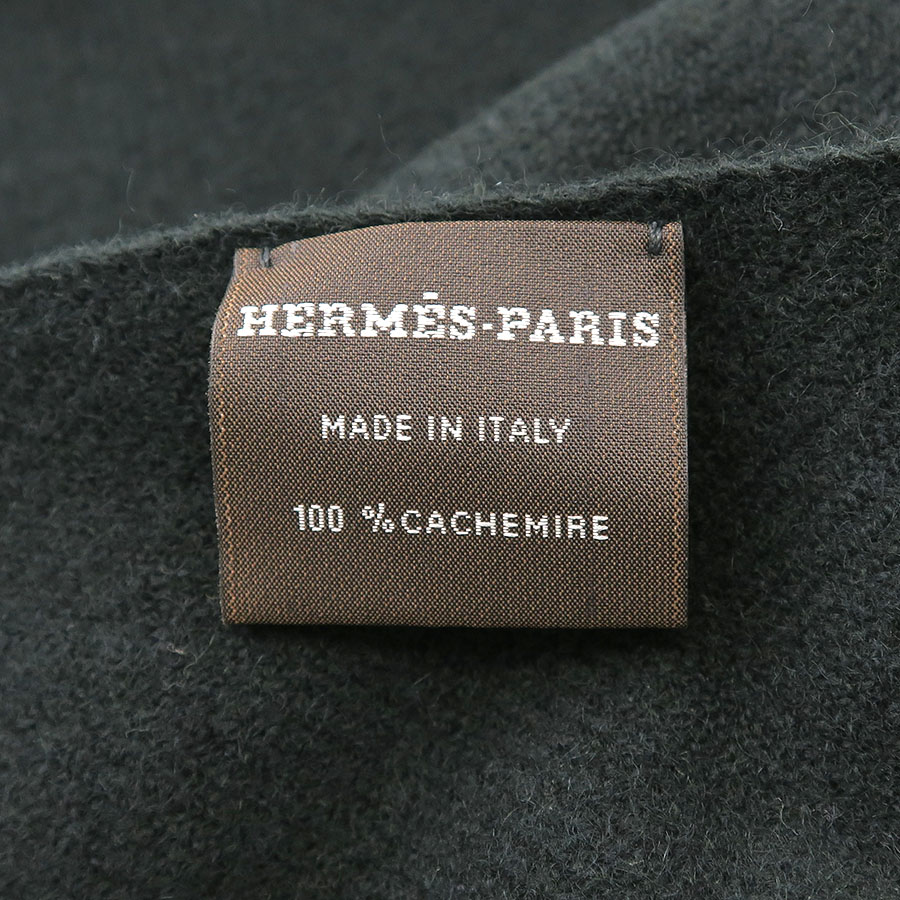 HERMÈS-PARIS
MADE IN ITALY
100 % CACHEMIRE